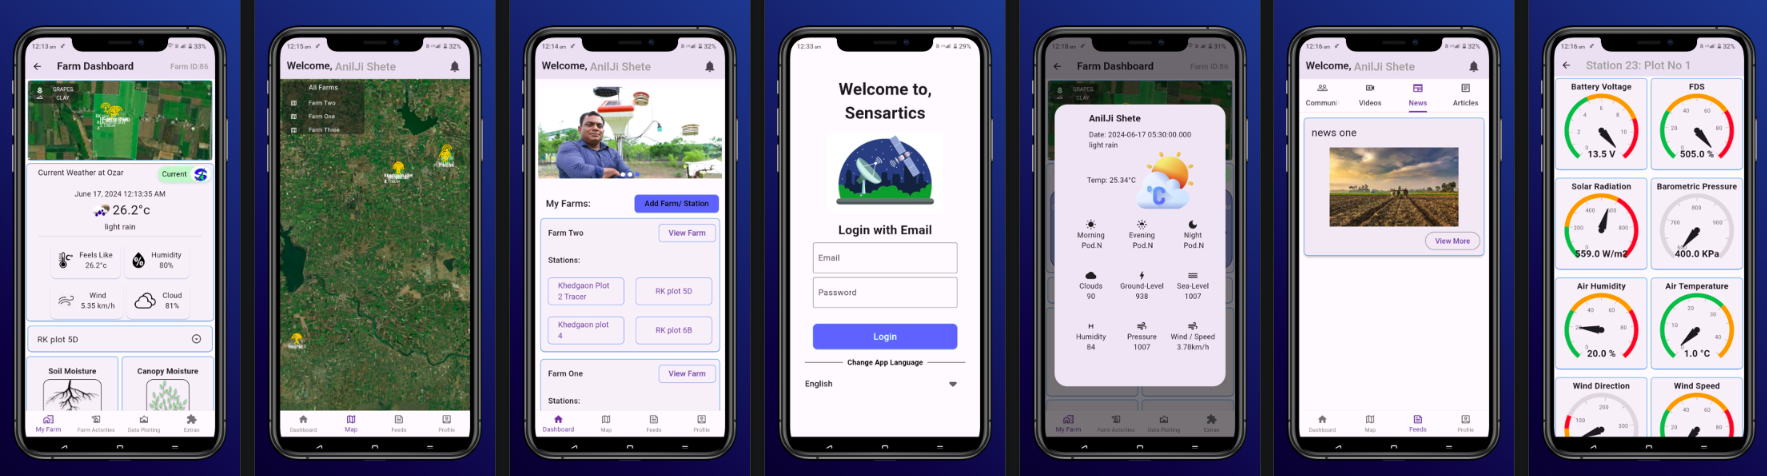 12:13 am
33%
Farm Dashboard
Farm ID:86
GRAPES
CLAY
Current Weather at Ozar
Current
June 17, 2024 12:13:35 AM
26.2°c
light rain
Feels Like
26.2°c
Humidity
80%
Wind
5.35 km/h
Cloud
81%
RK plot 5D
Soil Moisture
Canopy Moisture
My Farm
Farm Activities
Data Plotting
Extras
12:15 am
32%
Welcome, AnilJi Shete
All Farms
Farm Two
Farm One
Farm Three
Dashboard
Map
Feeds
Profile
12:14 am
32%
Welcome, AnilJi Shete
My Farms:
Add Farm/ Station
Farm Two
View Farm
Stations:
Khedgaon Plot
2 Tracer
RK plot 5D
Khedgaon plot
4
RK plot 6B
Farm One
View Farm
Stations:
Dashboard
Map
Feeds
Profile
12:33 am
29%
Welcome to,
Sensartics
Login with Email
Email
Password
Login
Change App Language
English
12:18 am
31%
Farm Dashboard
Farm ID:86
AnilJi Shete
Date: 2024-06-17 05:30:00.000
light rain
Temp: 25.34°C
°C
Morning
Pod.N
Evening
Pod.N
Night
Pod.N
Clouds
90
Ground-Level
938
Sea-Level
1007
H
Humidity
84
Pressure
1007
Wind / Speed
3.78km/h
My Farm
Farm Activities
Data Plotting
Extras
12:16 am
32%
Welcome, AnilJi Shete
Communi
Videos
News
Articles
news one
View More
Dashboard
Map
Feeds
Profile
12:16 am
32%
Station 23: Plot No 1
Battery Voltage
13.5 V
FDS
505.0 %
Solar Radiation
559.0 W/m2
Barometric Pressure
400.0 KPa
Air Humidity
20.0 %
Air Temperature
1.0 °C
Wind Direction
Wind Speed